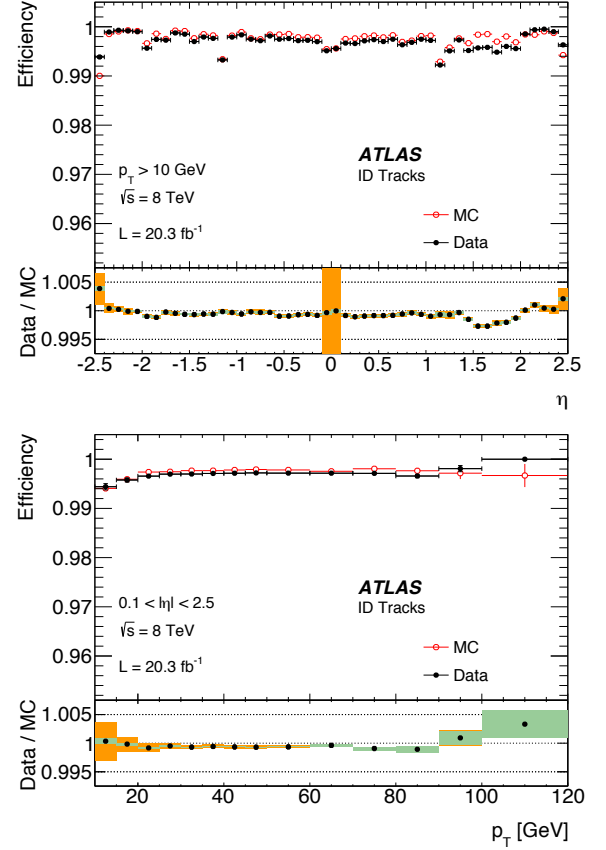 Efficiency
1
0.99
0.98
0.97
0.96
ATLAS
ID Tracks
p_T > 10 GeV
√s = 8 TeV
L = 20.3 fb⁻¹
MC
Data
Data / MC
1.005
1
0.995
-2.5 -2 -1.5 -1 -0.5 0 0.5 1 1.5 2 2.5
η
Efficiency
1
0.99
0.98
0.97
0.96
ATLAS
ID Tracks
0.1 < |η| < 2.5
√s = 8 TeV
L = 20.3 fb⁻¹
MC
Data
Data / MC
1.005
1
0.995
20 40 60 80 100 120
p_T [GeV]